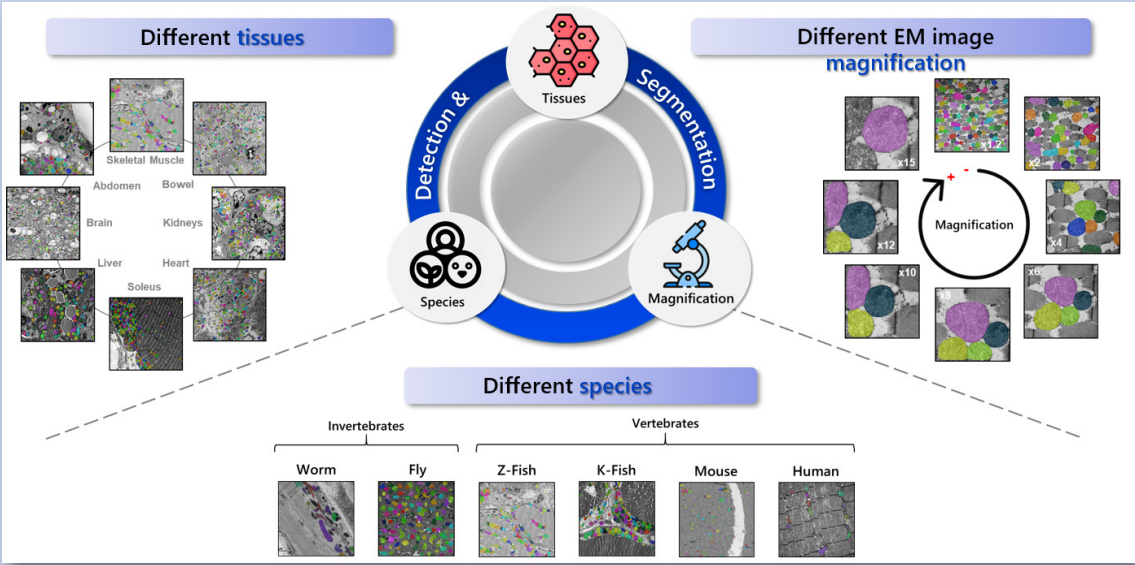 Different tissues
Different EM image
magnification
Tissues
Detection &
Segmentation
Species
Magnification
Skeletal Muscle
Abdomen
Bowel
Brain
Kidneys
Liver
Heart
Soleus
x15
x1,2
x2
x12
+ -
Magnification
x4
x10
x8
x6
Different species
Invertebrates
Vertebrates
Worm
Fly
Z-Fish
K-Fish
Mouse
Human